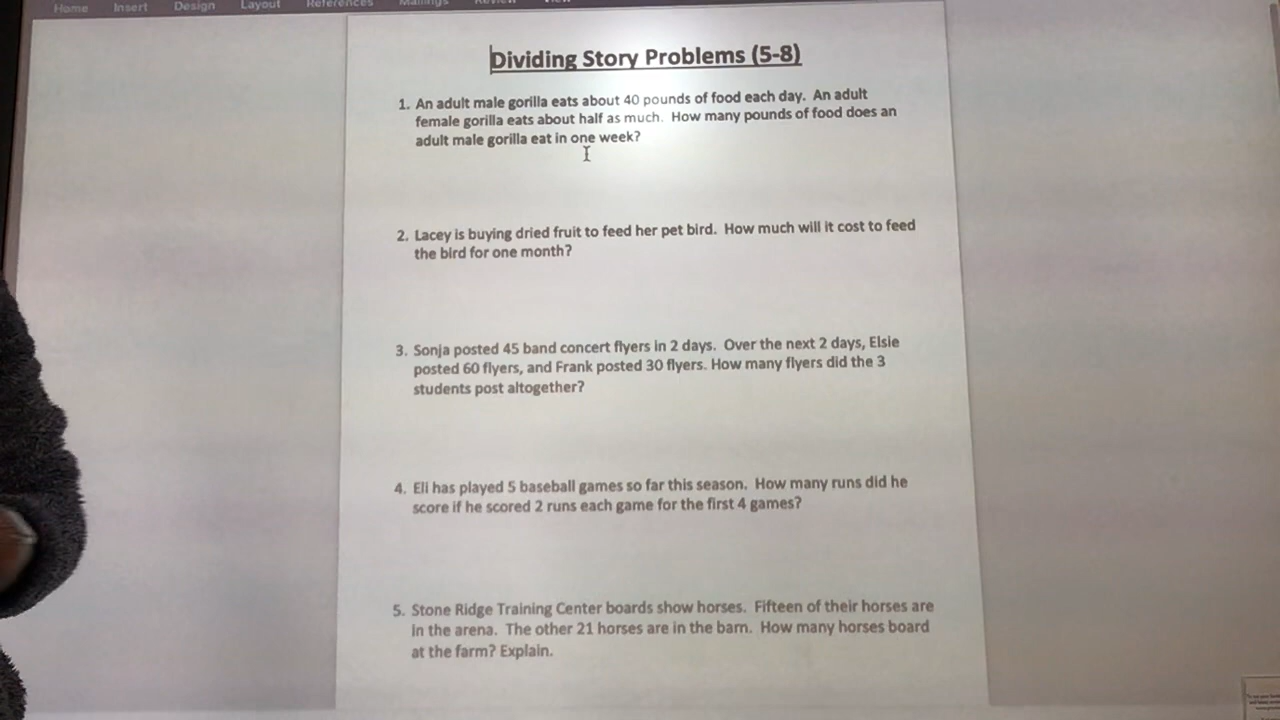 Home Insert Design Layout References Mailings Review View
Dividing Story Problems (5-8)
1. An adult male gorilla eats about 40 pounds of food each day. An adult
female gorilla eats about half as much. How many pounds of food does an
adult male gorilla eat in one week?
2. Lacey is buying dried fruit to feed her pet bird. How much will it cost to feed
the bird for one month?
3. Sonja posted 45 band concert flyers in 2 days. Over the next 2 days, Elsie
posted 60 flyers, and Frank posted 30 flyers. How many flyers did the 3
students post altogether?
4. Eli has played 5 baseball games so far this season. How many runs did he
score if he scored 2 runs each game for the first 4 games?
5. Stone Ridge Training Center boards show horses. Fifteen of their horses are
in the arena. The other 21 horses are in the barn. How many horses board
at the farm? Explain.